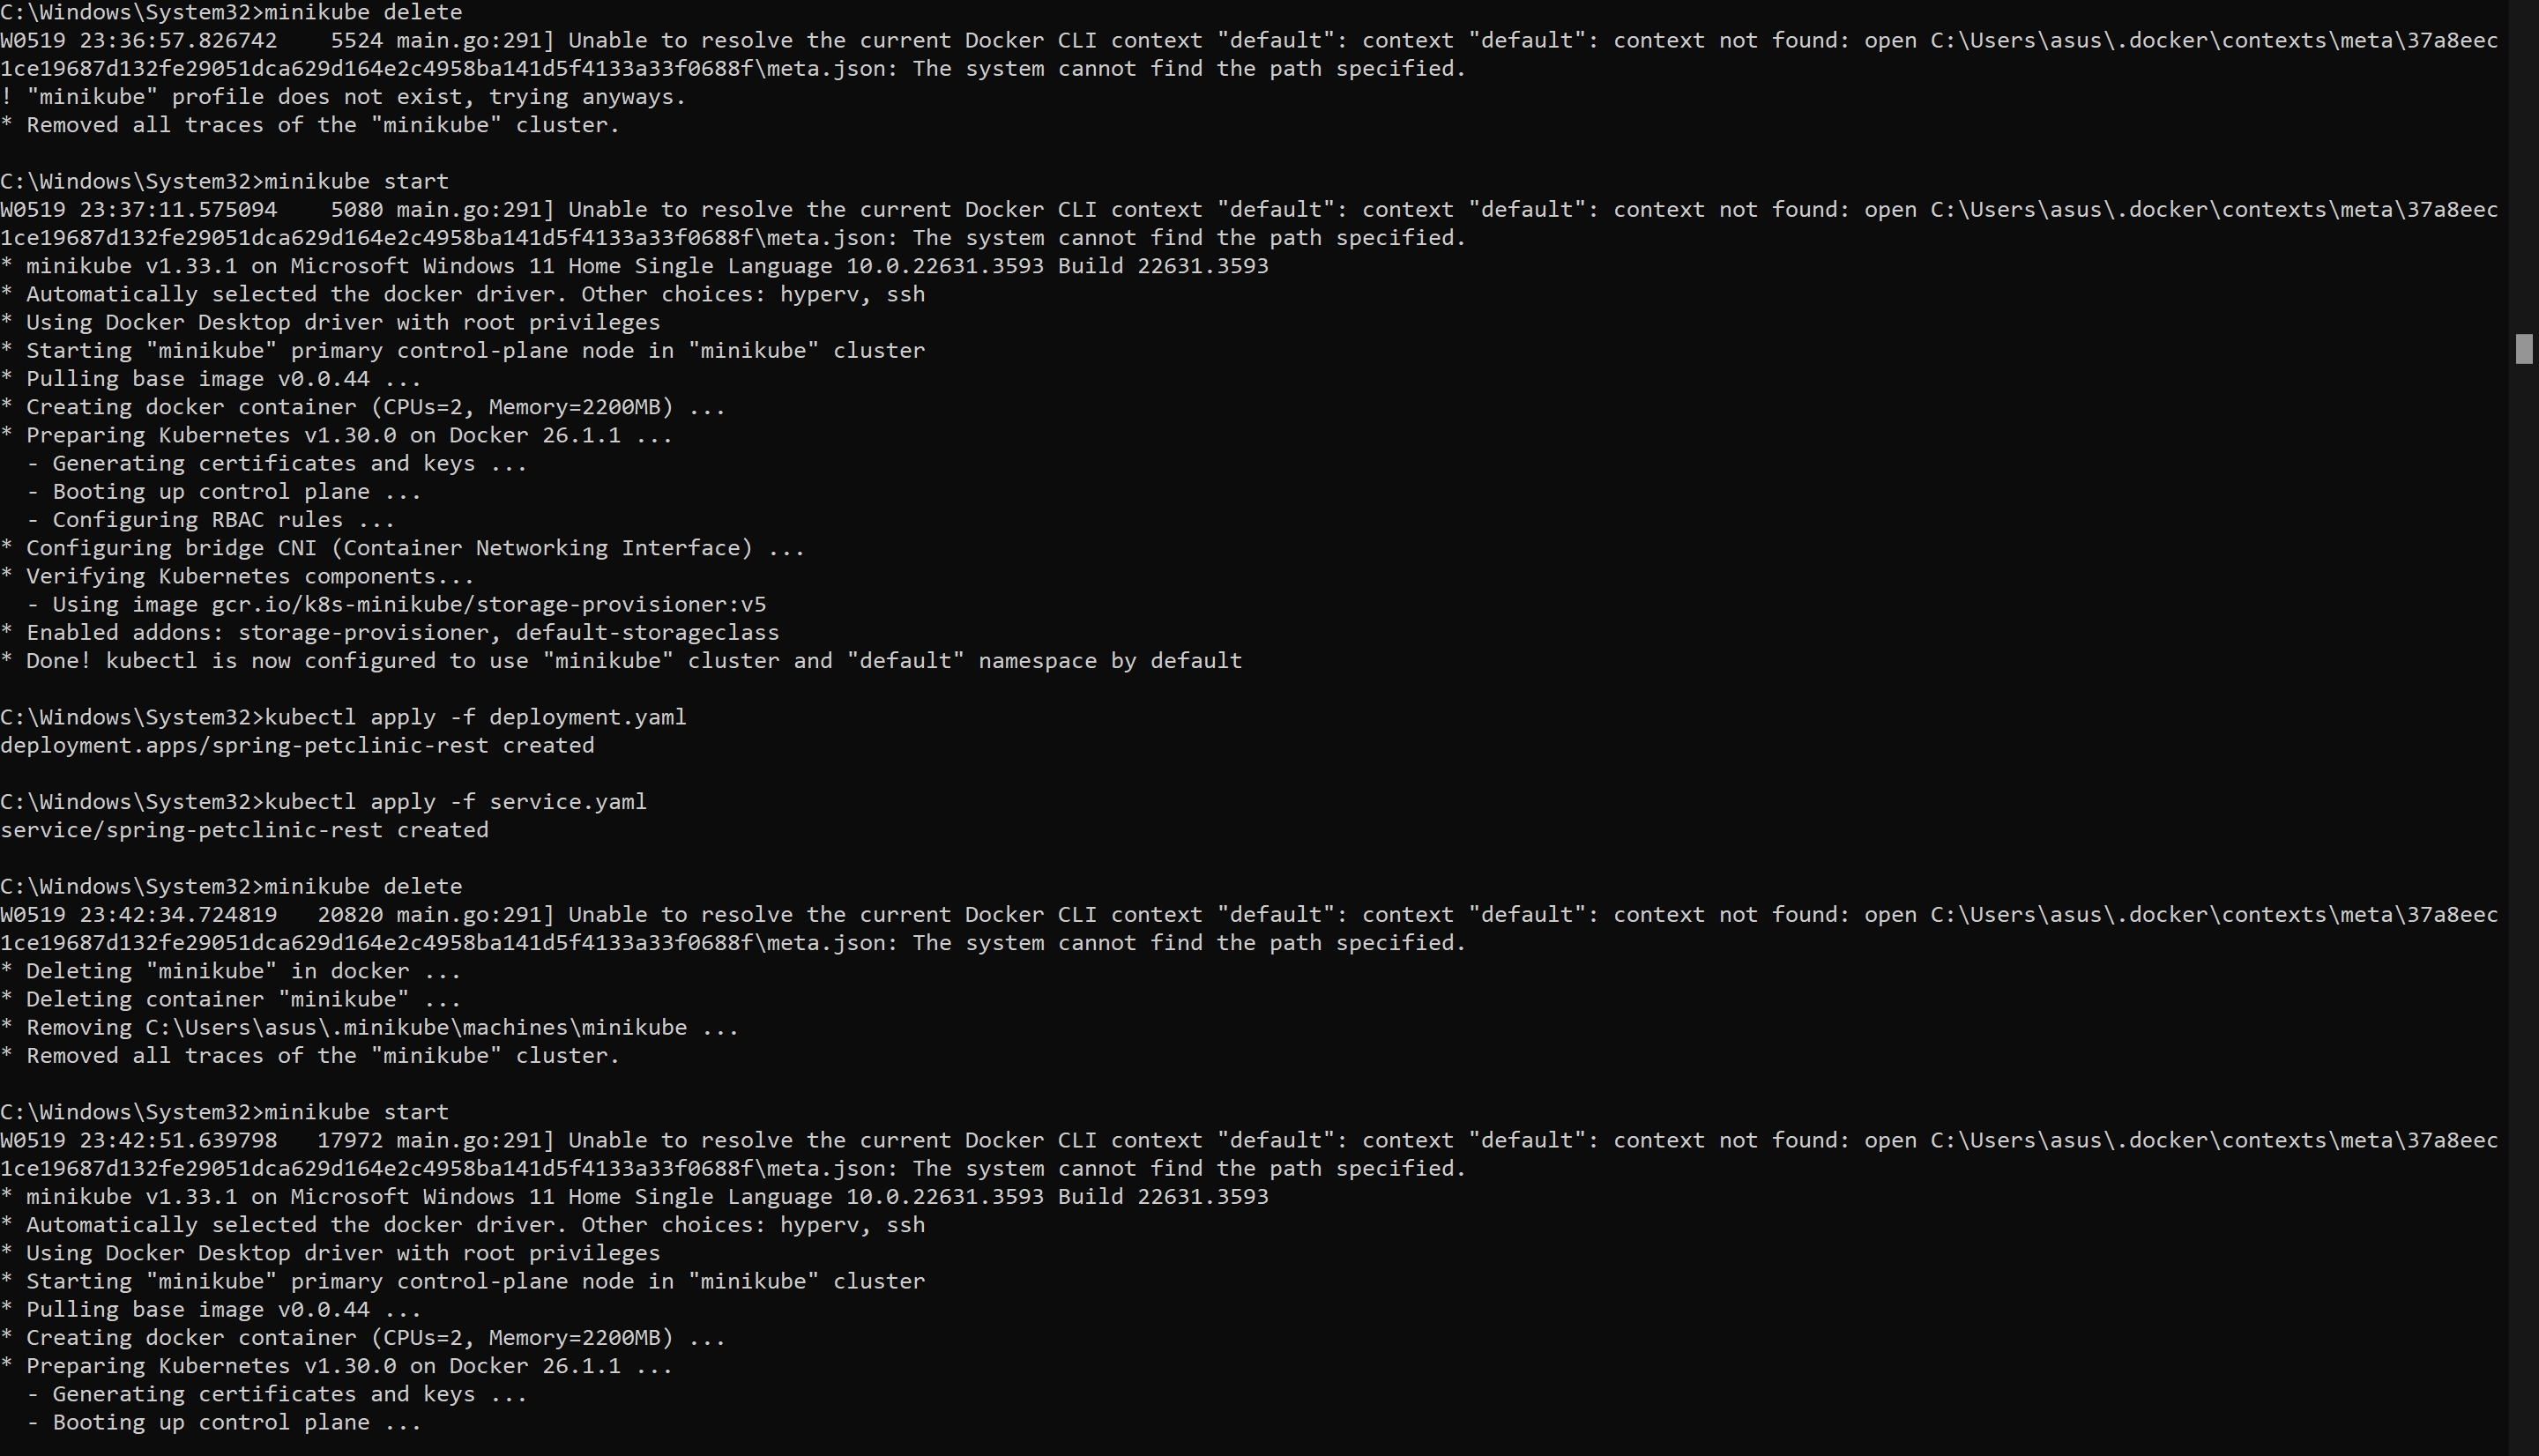 C:\Windows\System32>minikube delete
W0519 23:36:57.826742    5524 main.go:291] Unable to resolve the current Docker CLI context "default": context "default": context not found: open C:\Users\asus\.docker\contexts\meta\37a8eec
1ce19687d132fe29051dca629d164e2c4958ba141d5f4133a33f0688f\meta.json: The system cannot find the path specified.
! "minikube" profile does not exist, trying anyways.
* Removed all traces of the "minikube" cluster.

C:\Windows\System32>minikube start
W0519 23:37:11.575094    5080 main.go:291] Unable to resolve the current Docker CLI context "default": context "default": context not found: open C:\Users\asus\.docker\contexts\meta\37a8eec
1ce19687d132fe29051dca629d164e2c4958ba141d5f4133a33f0688f\meta.json: The system cannot find the path specified.
* minikube v1.33.1 on Microsoft Windows 11 Home Single Language 10.0.22631.3593 Build 22631.3593
* Automatically selected the docker driver. Other choices: hyperv, ssh
* Using Docker Desktop driver with root privileges
* Starting "minikube" primary control-plane node in "minikube" cluster
* Pulling base image v0.0.44 ...
* Creating docker container (CPUs=2, Memory=2200MB) ...
* Preparing Kubernetes v1.30.0 on Docker 26.1.1 ...
  - Generating certificates and keys ...
  - Booting up control plane ...
  - Configuring RBAC rules ...
* Configuring bridge CNI (Container Networking Interface) ...
* Verifying Kubernetes components...
  - Using image gcr.io/k8s-minikube/storage-provisioner:v5
* Enabled addons: storage-provisioner, default-storageclass
* Done! kubectl is now configured to use "minikube" cluster and "default" namespace by default

C:\Windows\System32>kubectl apply -f deployment.yaml
deployment.apps/spring-petclinic-rest created

C:\Windows\System32>kubectl apply -f service.yaml
service/spring-petclinic-rest created

C:\Windows\System32>minikube delete
W0519 23:42:34.724819   20820 main.go:291] Unable to resolve the current Docker CLI context "default": context "default": context not found: open C:\Users\asus\.docker\contexts\meta\37a8eec
1ce19687d132fe29051dca629d164e2c4958ba141d5f4133a33f0688f\meta.json: The system cannot find the path specified.
* Deleting "minikube" in docker ...
* Deleting container "minikube" ...
* Removing C:\Users\asus\.minikube\machines\minikube ...
* Removed all traces of the "minikube" cluster.

C:\Windows\System32>minikube start
W0519 23:42:51.639798   17972 main.go:291] Unable to resolve the current Docker CLI context "default": context "default": context not found: open C:\Users\asus\.docker\contexts\meta\37a8eec
1ce19687d132fe29051dca629d164e2c4958ba141d5f4133a33f0688f\meta.json: The system cannot find the path specified.
* minikube v1.33.1 on Microsoft Windows 11 Home Single Language 10.0.22631.3593 Build 22631.3593
* Automatically selected the docker driver. Other choices: hyperv, ssh
* Using Docker Desktop driver with root privileges
* Starting "minikube" primary control-plane node in "minikube" cluster
* Pulling base image v0.0.44 ...
* Creating docker container (CPUs=2, Memory=2200MB) ...
* Preparing Kubernetes v1.30.0 on Docker 26.1.1 ...
  - Generating certificates and keys ...
  - Booting up control plane ...